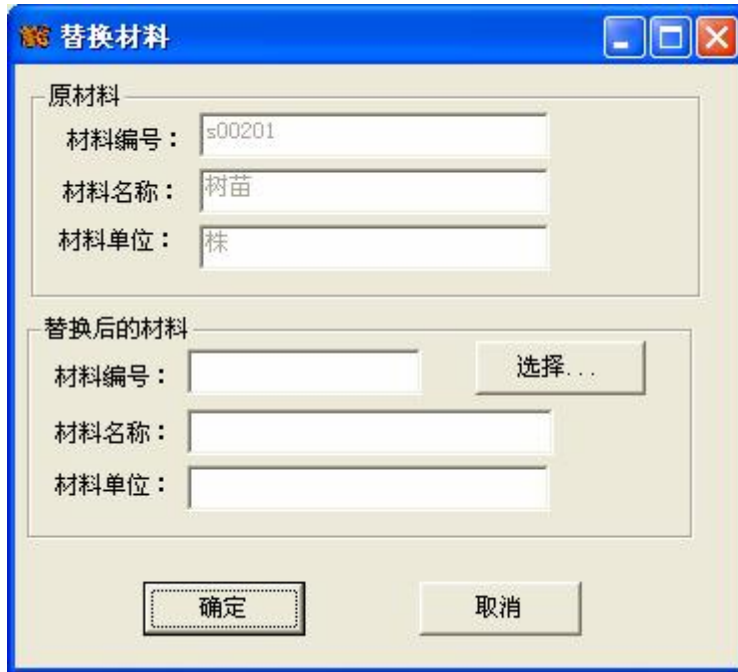 替换材料
原材料
材料编号： s00201
材料名称： 树苗
材料单位： 株
替换后的材料
材料编号： 选择...
材料名称：
材料单位：
确定 取消